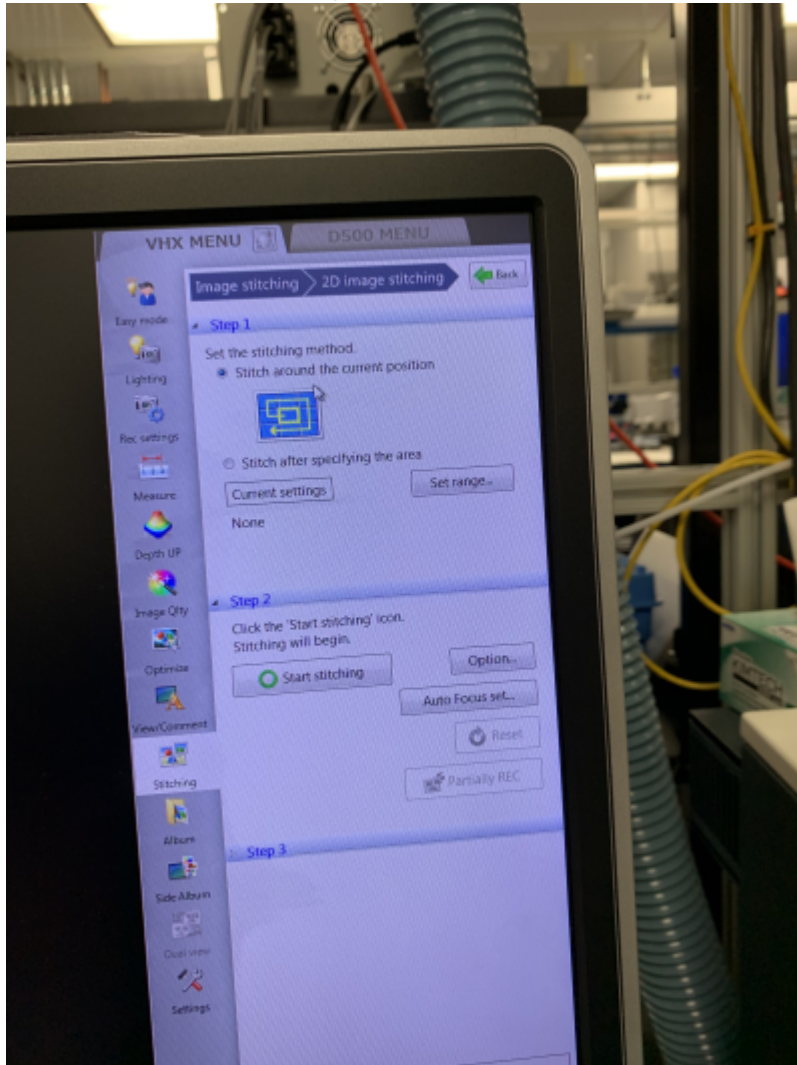 VHX MENU
D500 MENU
Image stitching
2D image stitching
Back
Easy mode
Lighting
Rec settings
Measure
Depth UP
Image Qlty
Optimize
View/Comment
Stitching
Album
Side Album
Dual view
Settings
Step 1
Set the stitching method.
Stitch around the current position
Stitch after specifying the area
Current settings
Set range..
None
Step 2
Click the 'Start stitching' icon.
Stitching will begin.
Start stitching
Option..
Auto Focus set..
Reset
Partially REC
Step 3
KIMTECH